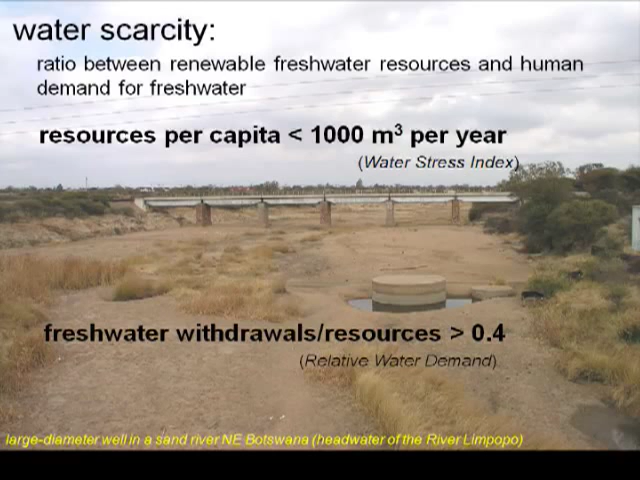 water scarcity:
ratio between renewable freshwater resources and human
demand for freshwater
resources per capita < 1000 m³ per year
(Water Stress Index)
freshwater withdrawals/resources > 0.4
(Relative Water Demand)
large-diameter well in a sand river NE Botswana (headwater of the River Limpopo)